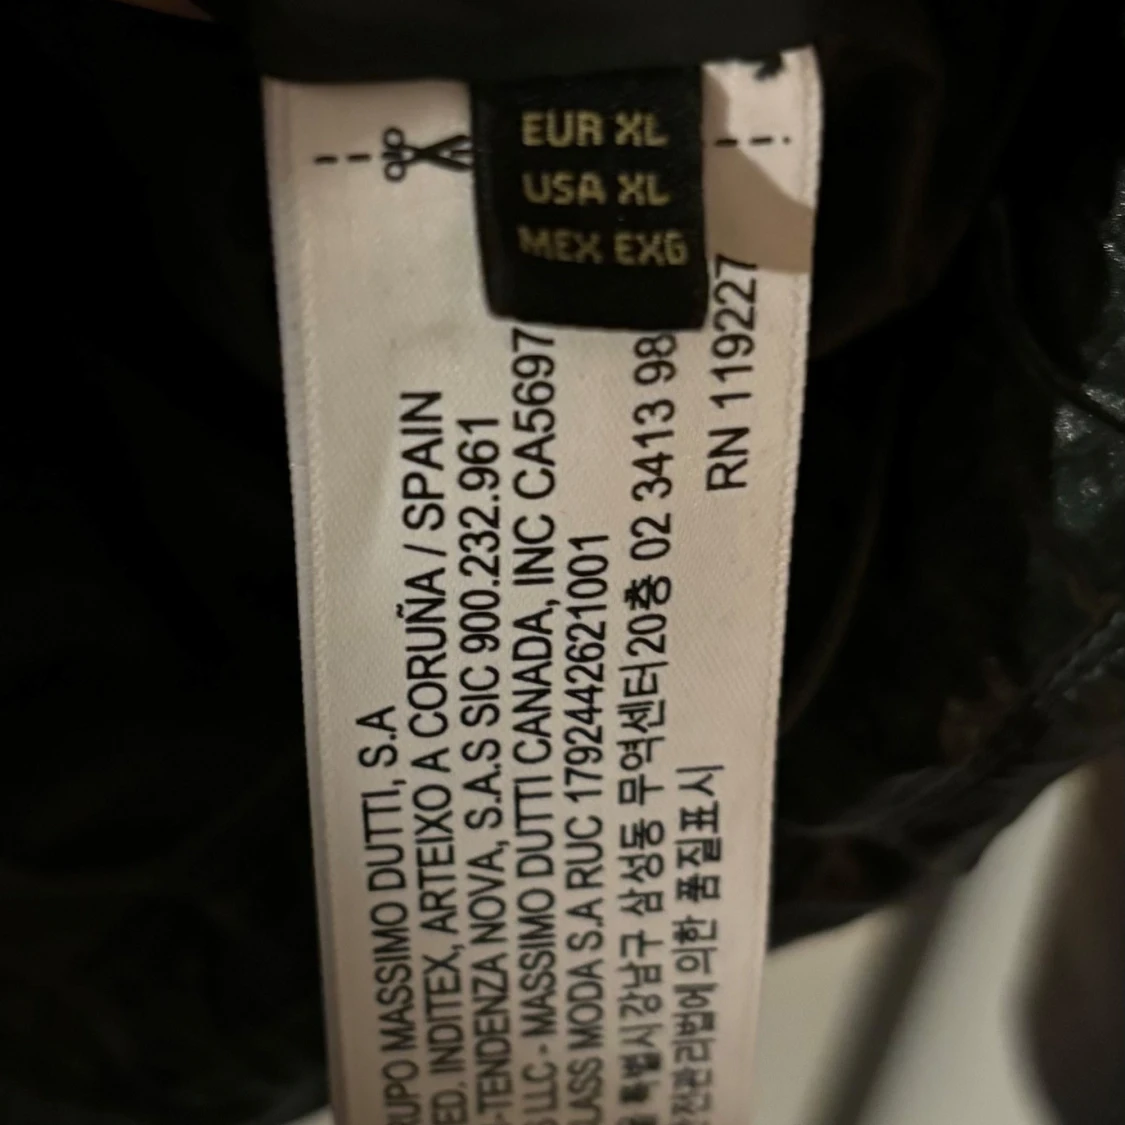 EUR XL
USA XL
MEX EXG
RUPO MASSIMO DUTTI, S.A
ED. INDITEX, ARTEIXO A CORUÑA / SPAIN
-TENDENZA NOVA, S.A.S SIC 900.232.961
LLC - MASSIMO DUTTI CANADA, INC CA5697
LASS MODA S.A RUC 1792442621001
특별시 강남구 삼성동 무역센터20층 02 3413 98
전관리법에 의한 품질표시
RN 119227